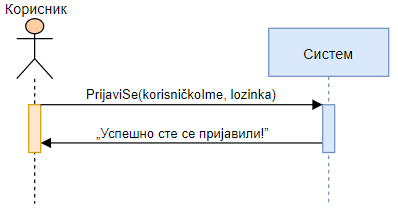 Корисник
Систем
PrijaviSe(korisničkoIme, lozinka)
„Успешно сте се пријавили!”